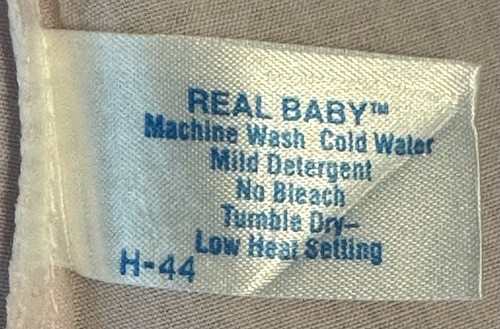 REAL BABY™
Machine Wash Cold Water
Mild Detergent
No Bleach
Tumble Dry–
Low Heat Setting
H-44